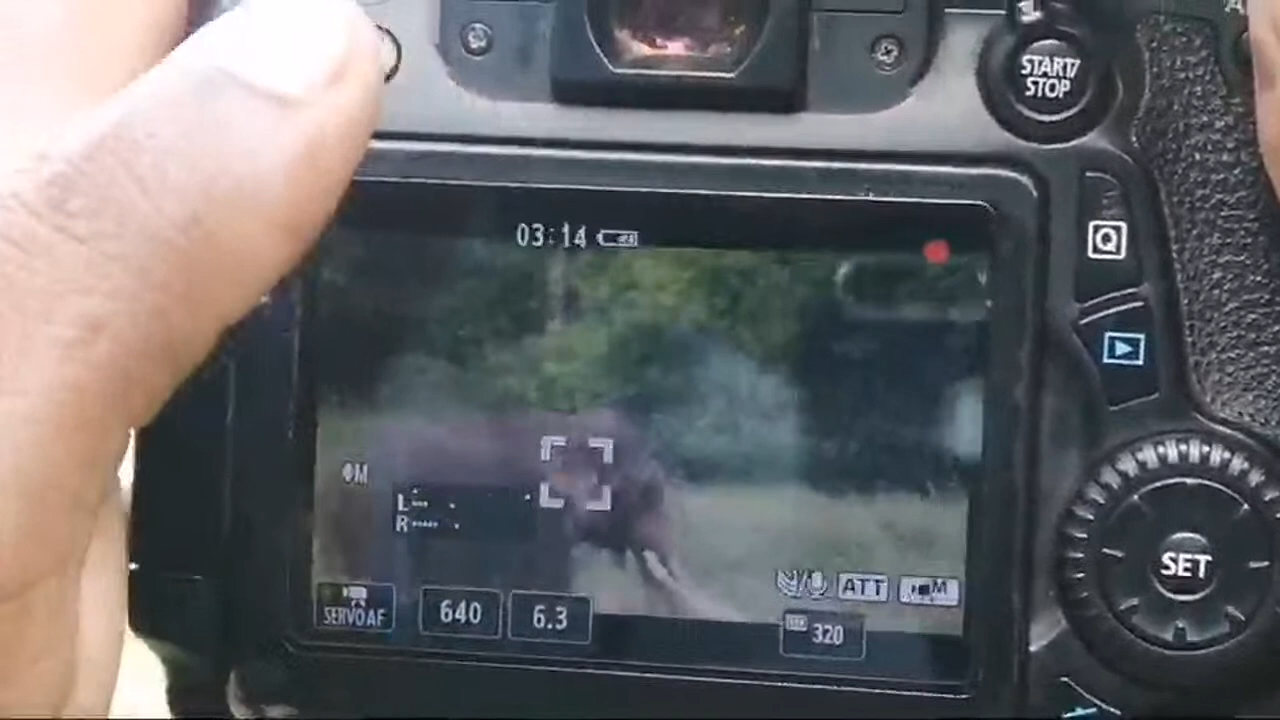 START/
STOP
03:14
Q
M
L
R
SERVO AF
640
6.3
ATT
M
320
SET